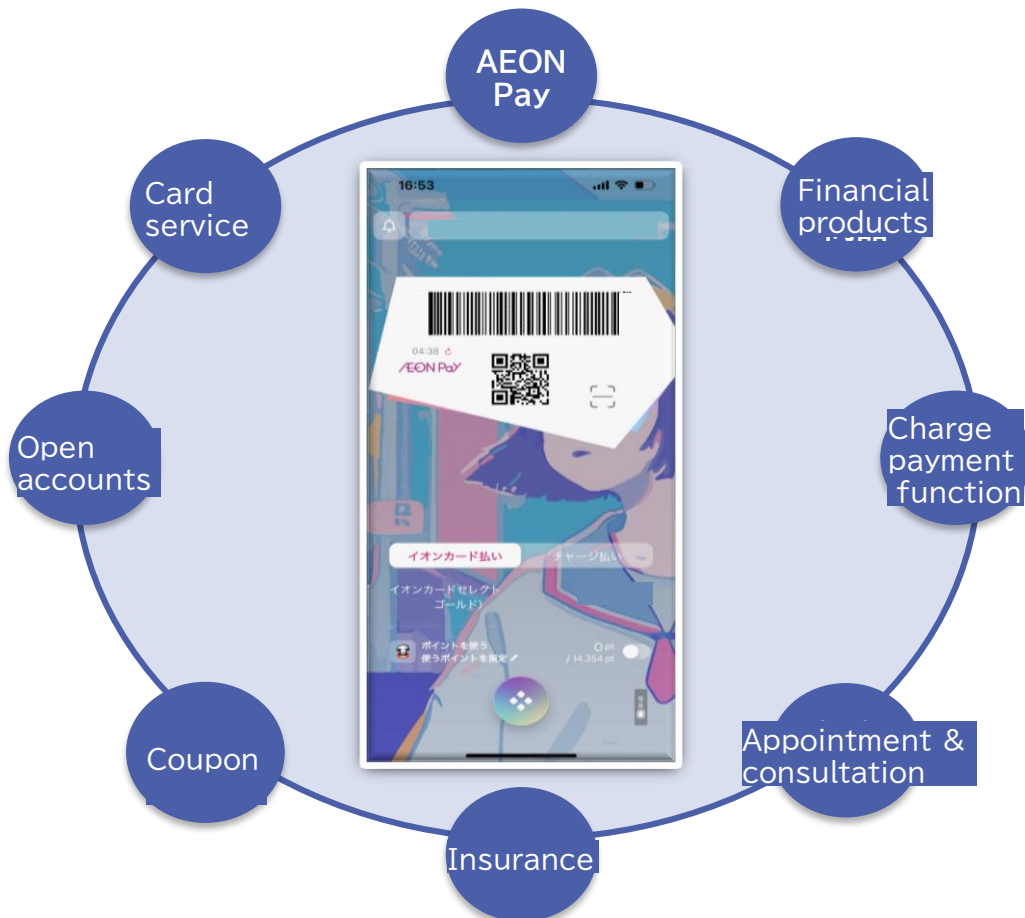 AEON
Pay
Card
service
Financial
products
Open
accounts
Charge
payment
function
Coupon
Appointment &
consultation
Insurance
16:53
04:38
ÆON PaY
イオンカード払い
チャージ払い
イオンカードセレクト
ゴールド）
ポイントを使う
使うポイントを指定
0 pt
/ 14,354 pt